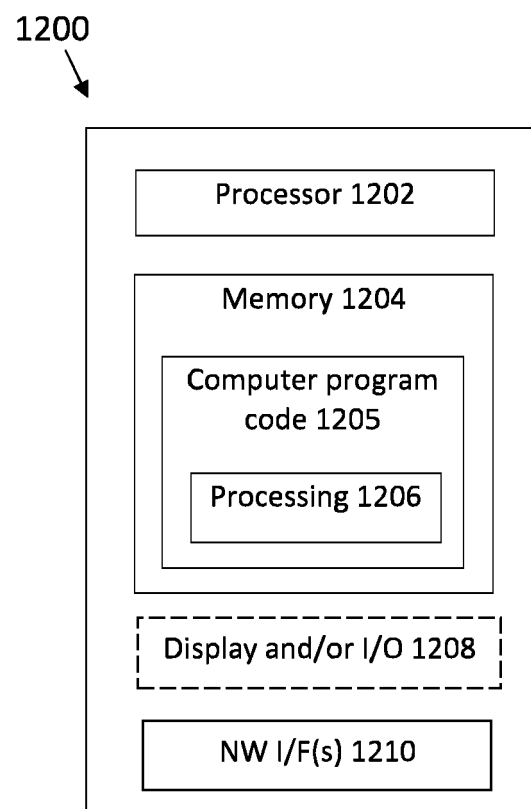 1200
Processor 1202
Memory 1204
Computer program
code 1205
Processing 1206
Display and/or I/O 1208
NW I/F(s) 1210